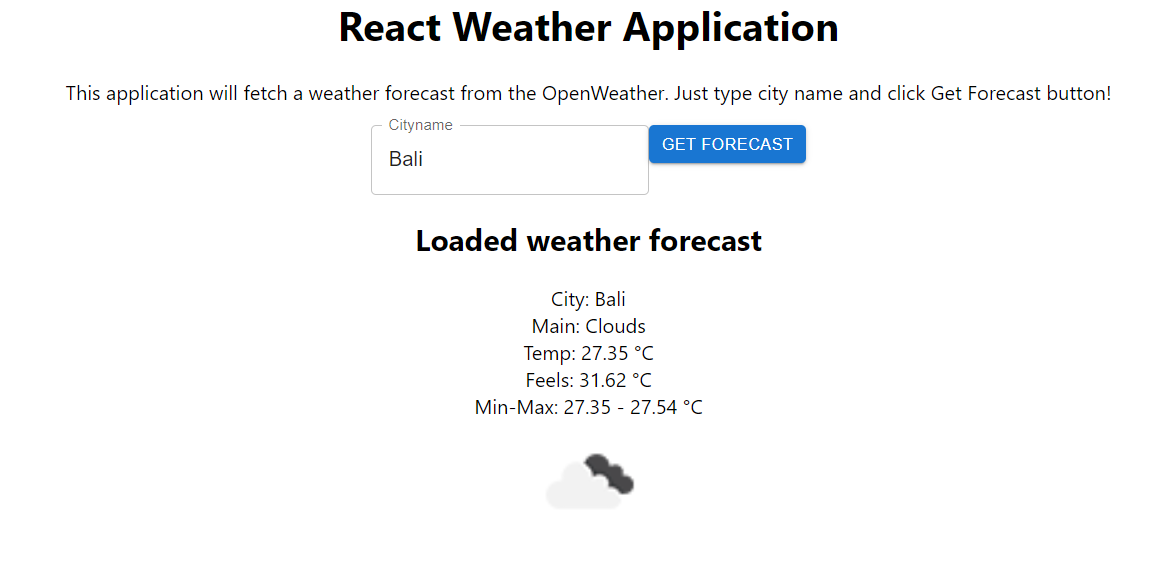 React Weather Application
This application will fetch a weather forecast from the OpenWeather. Just type city name and click Get Forecast button!
Cityname
Bali
GET FORECAST
Loaded weather forecast
City: Bali
Main: Clouds
Temp: 27.35 °C
Feels: 31.62 °C
Min-Max: 27.35 - 27.54 °C